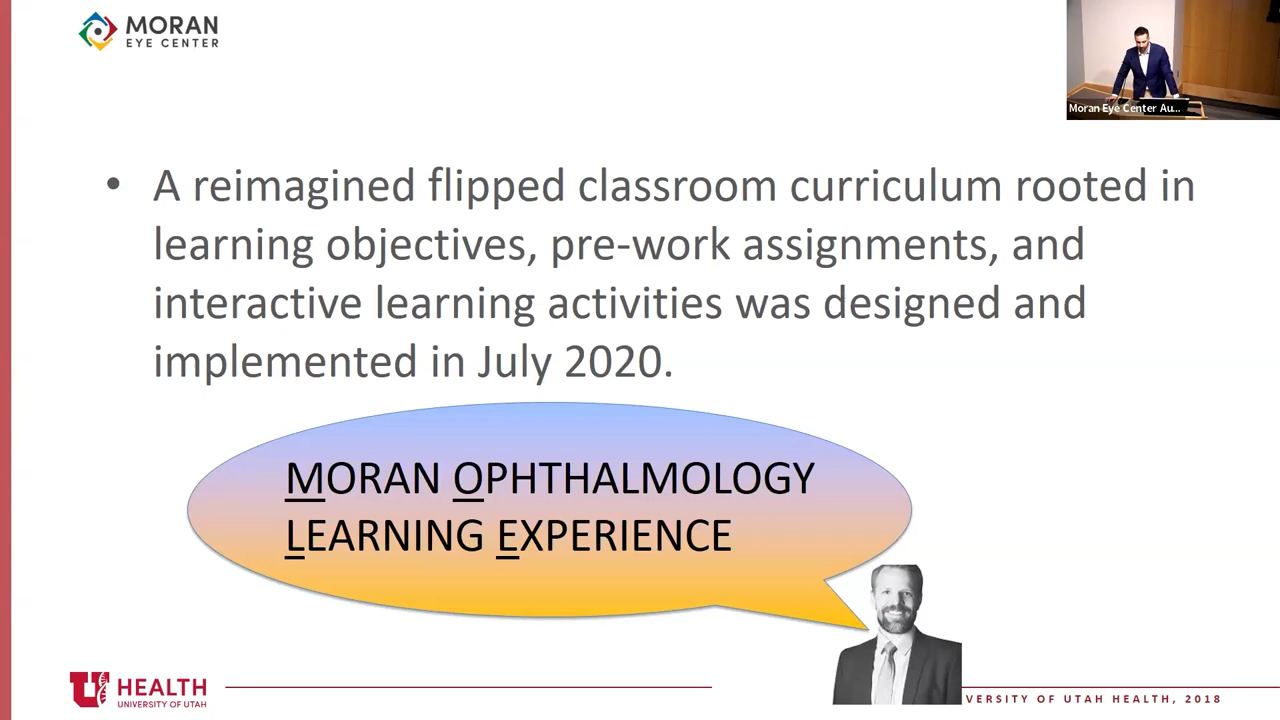 MORAN
EYE CENTER
Moran Eye Center Au...
• A reimagined flipped classroom curriculum rooted in
learning objectives, pre-work assignments, and
interactive learning activities was designed and
implemented in July 2020.
MORAN OPHTHALMOLOGY
LEARNING EXPERIENCE
U HEALTH
UNIVERSITY OF UTAH
VERSITY OF UTAH HEALTH, 2018